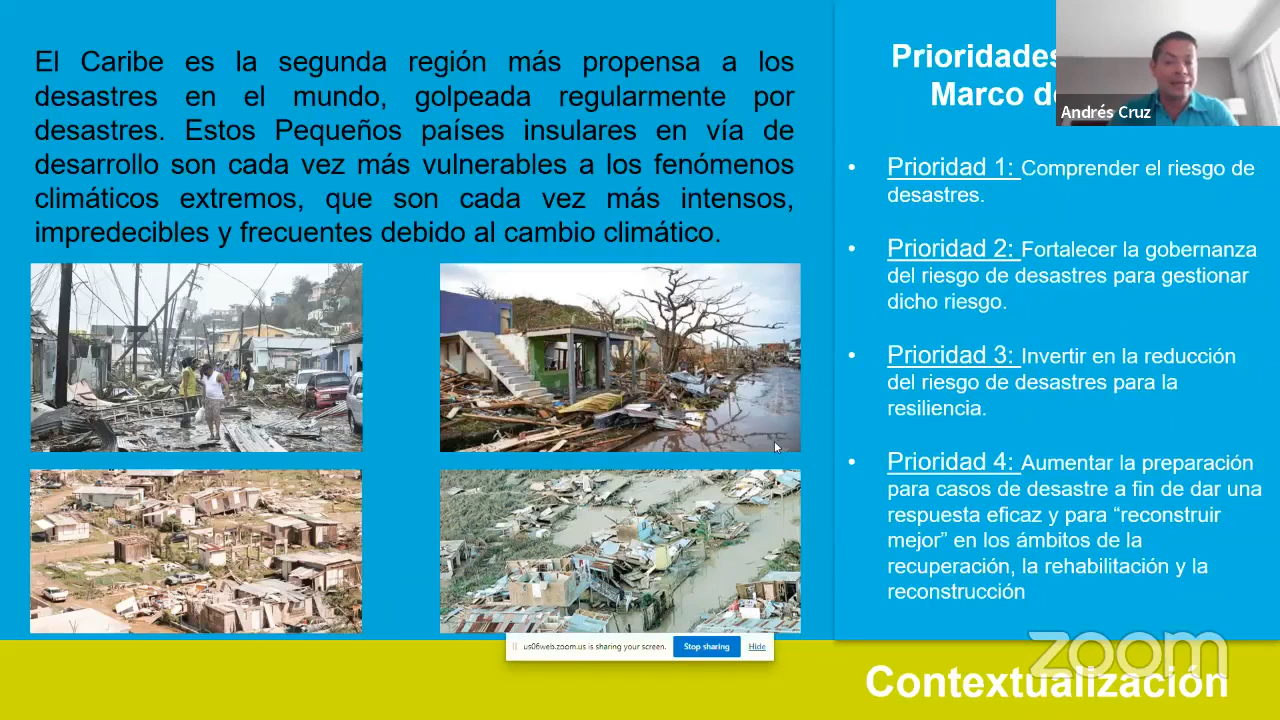 El Caribe es la segunda región más propensa a los
desastres en el mundo, golpeada regularmente por
desastres. Estos Pequeños países insulares en vía de
desarrollo son cada vez más vulnerables a los fenómenos
climáticos extremos, que son cada vez más intensos,
impredecibles y frecuentes debido al cambio climático.
Prioridades
Marco
Andrés Cruz
• Prioridad 1: Comprender el riesgo de
desastres.
• Prioridad 2: Fortalecer la gobernanza
del riesgo de desastres para gestionar
dicho riesgo.
• Prioridad 3: Invertir en la reducción
del riesgo de desastres para la
resiliencia.
• Prioridad 4: Aumentar la preparación
para casos de desastre a fin de dar una
respuesta eficaz y para “reconstruir
mejor” en los ámbitos de la
recuperación, la rehabilitación y la
reconstrucción
us06web.zoom.us is sharing your screen. Stop sharing Hide
zoom
Contextualización